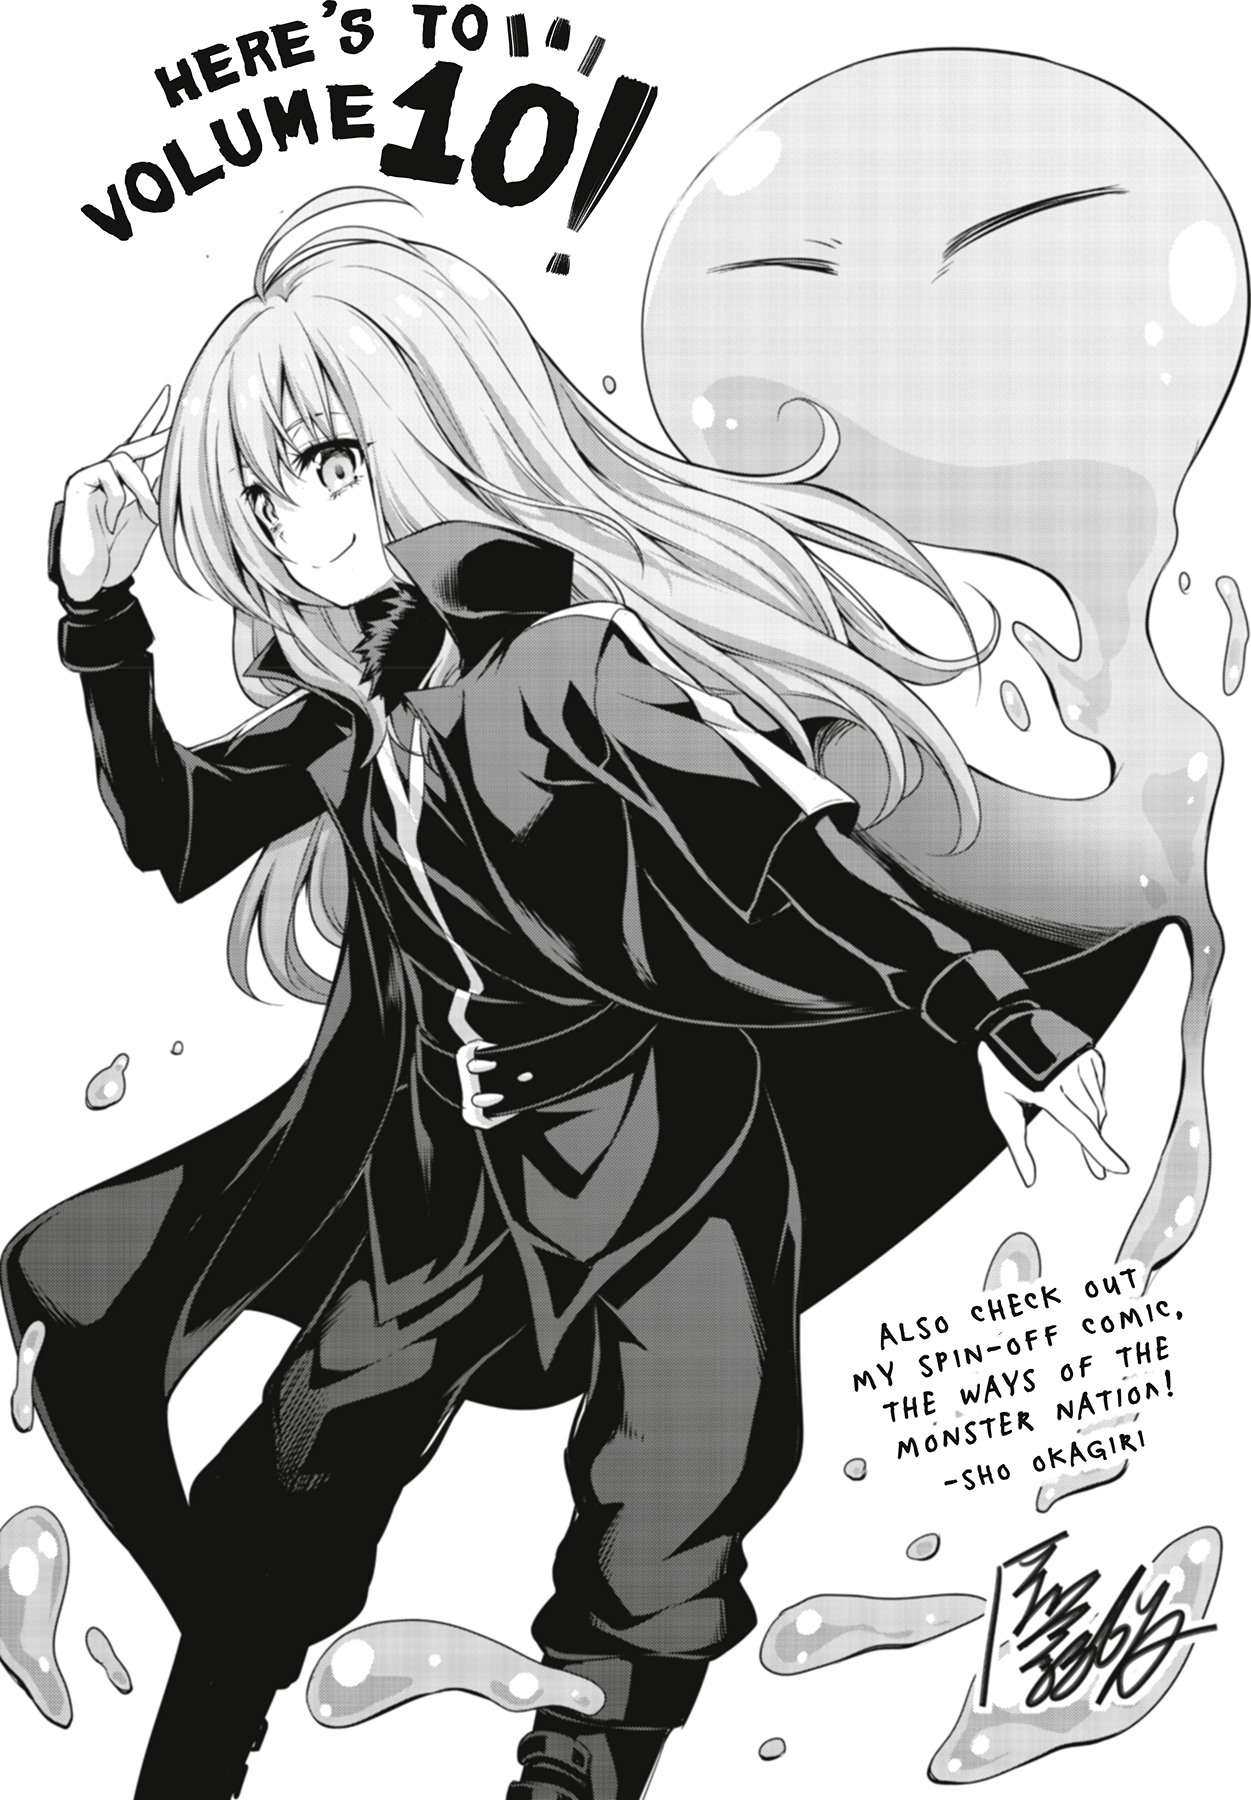 HERE'S TO
VOLUME 10!
ALSO CHECK OUT
MY SPIN-OFF COMIC,
THE WAYS OF THE
MONSTER NATION!
-SHO OKAGIRI